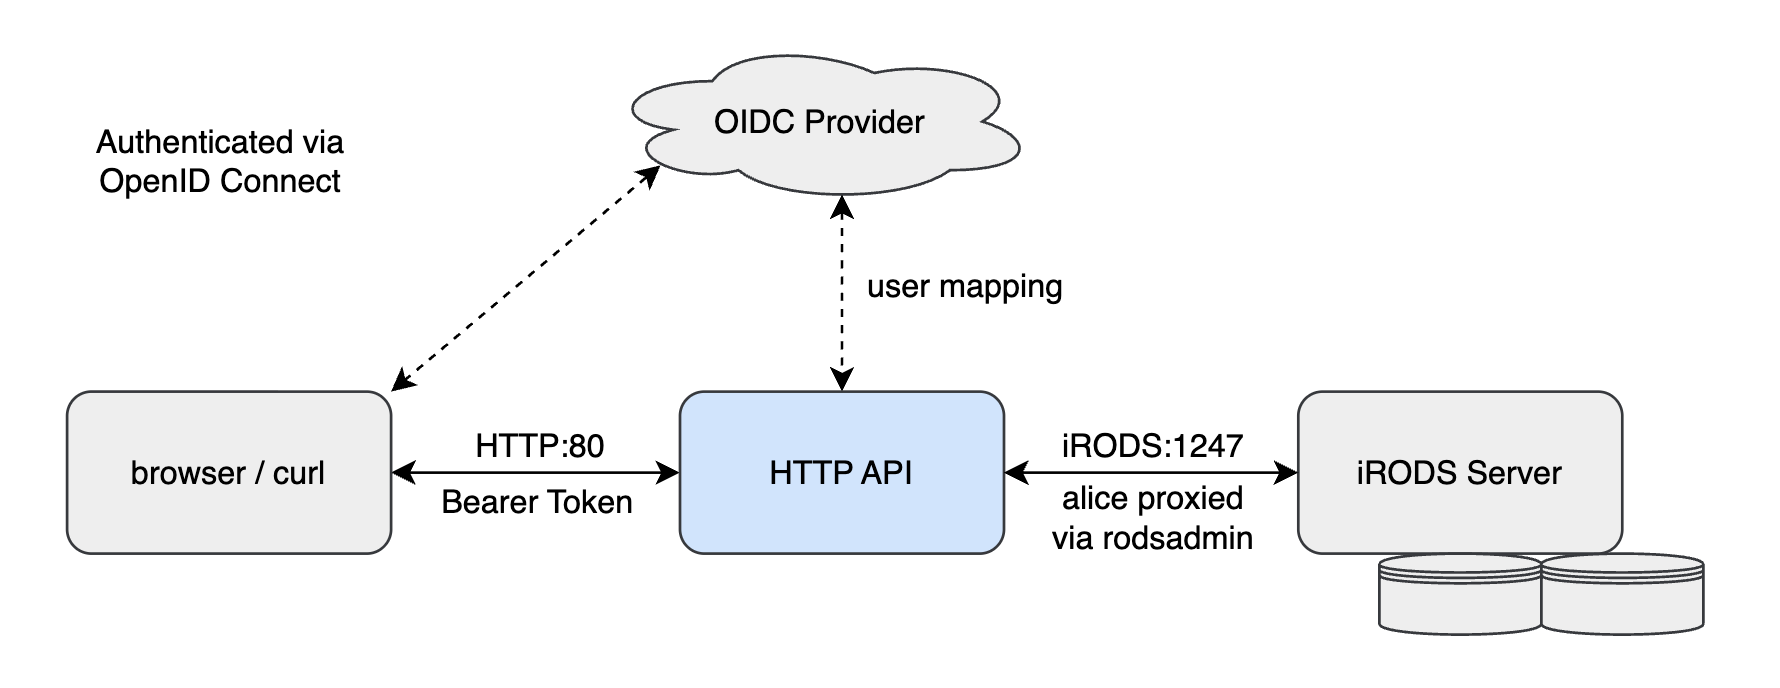 OIDC Provider
Authenticated via
OpenID Connect
user mapping
browser / curl
HTTP:80
Bearer Token
HTTP API
iRODS:1247
alice proxied
via rodsadmin
iRODS Server